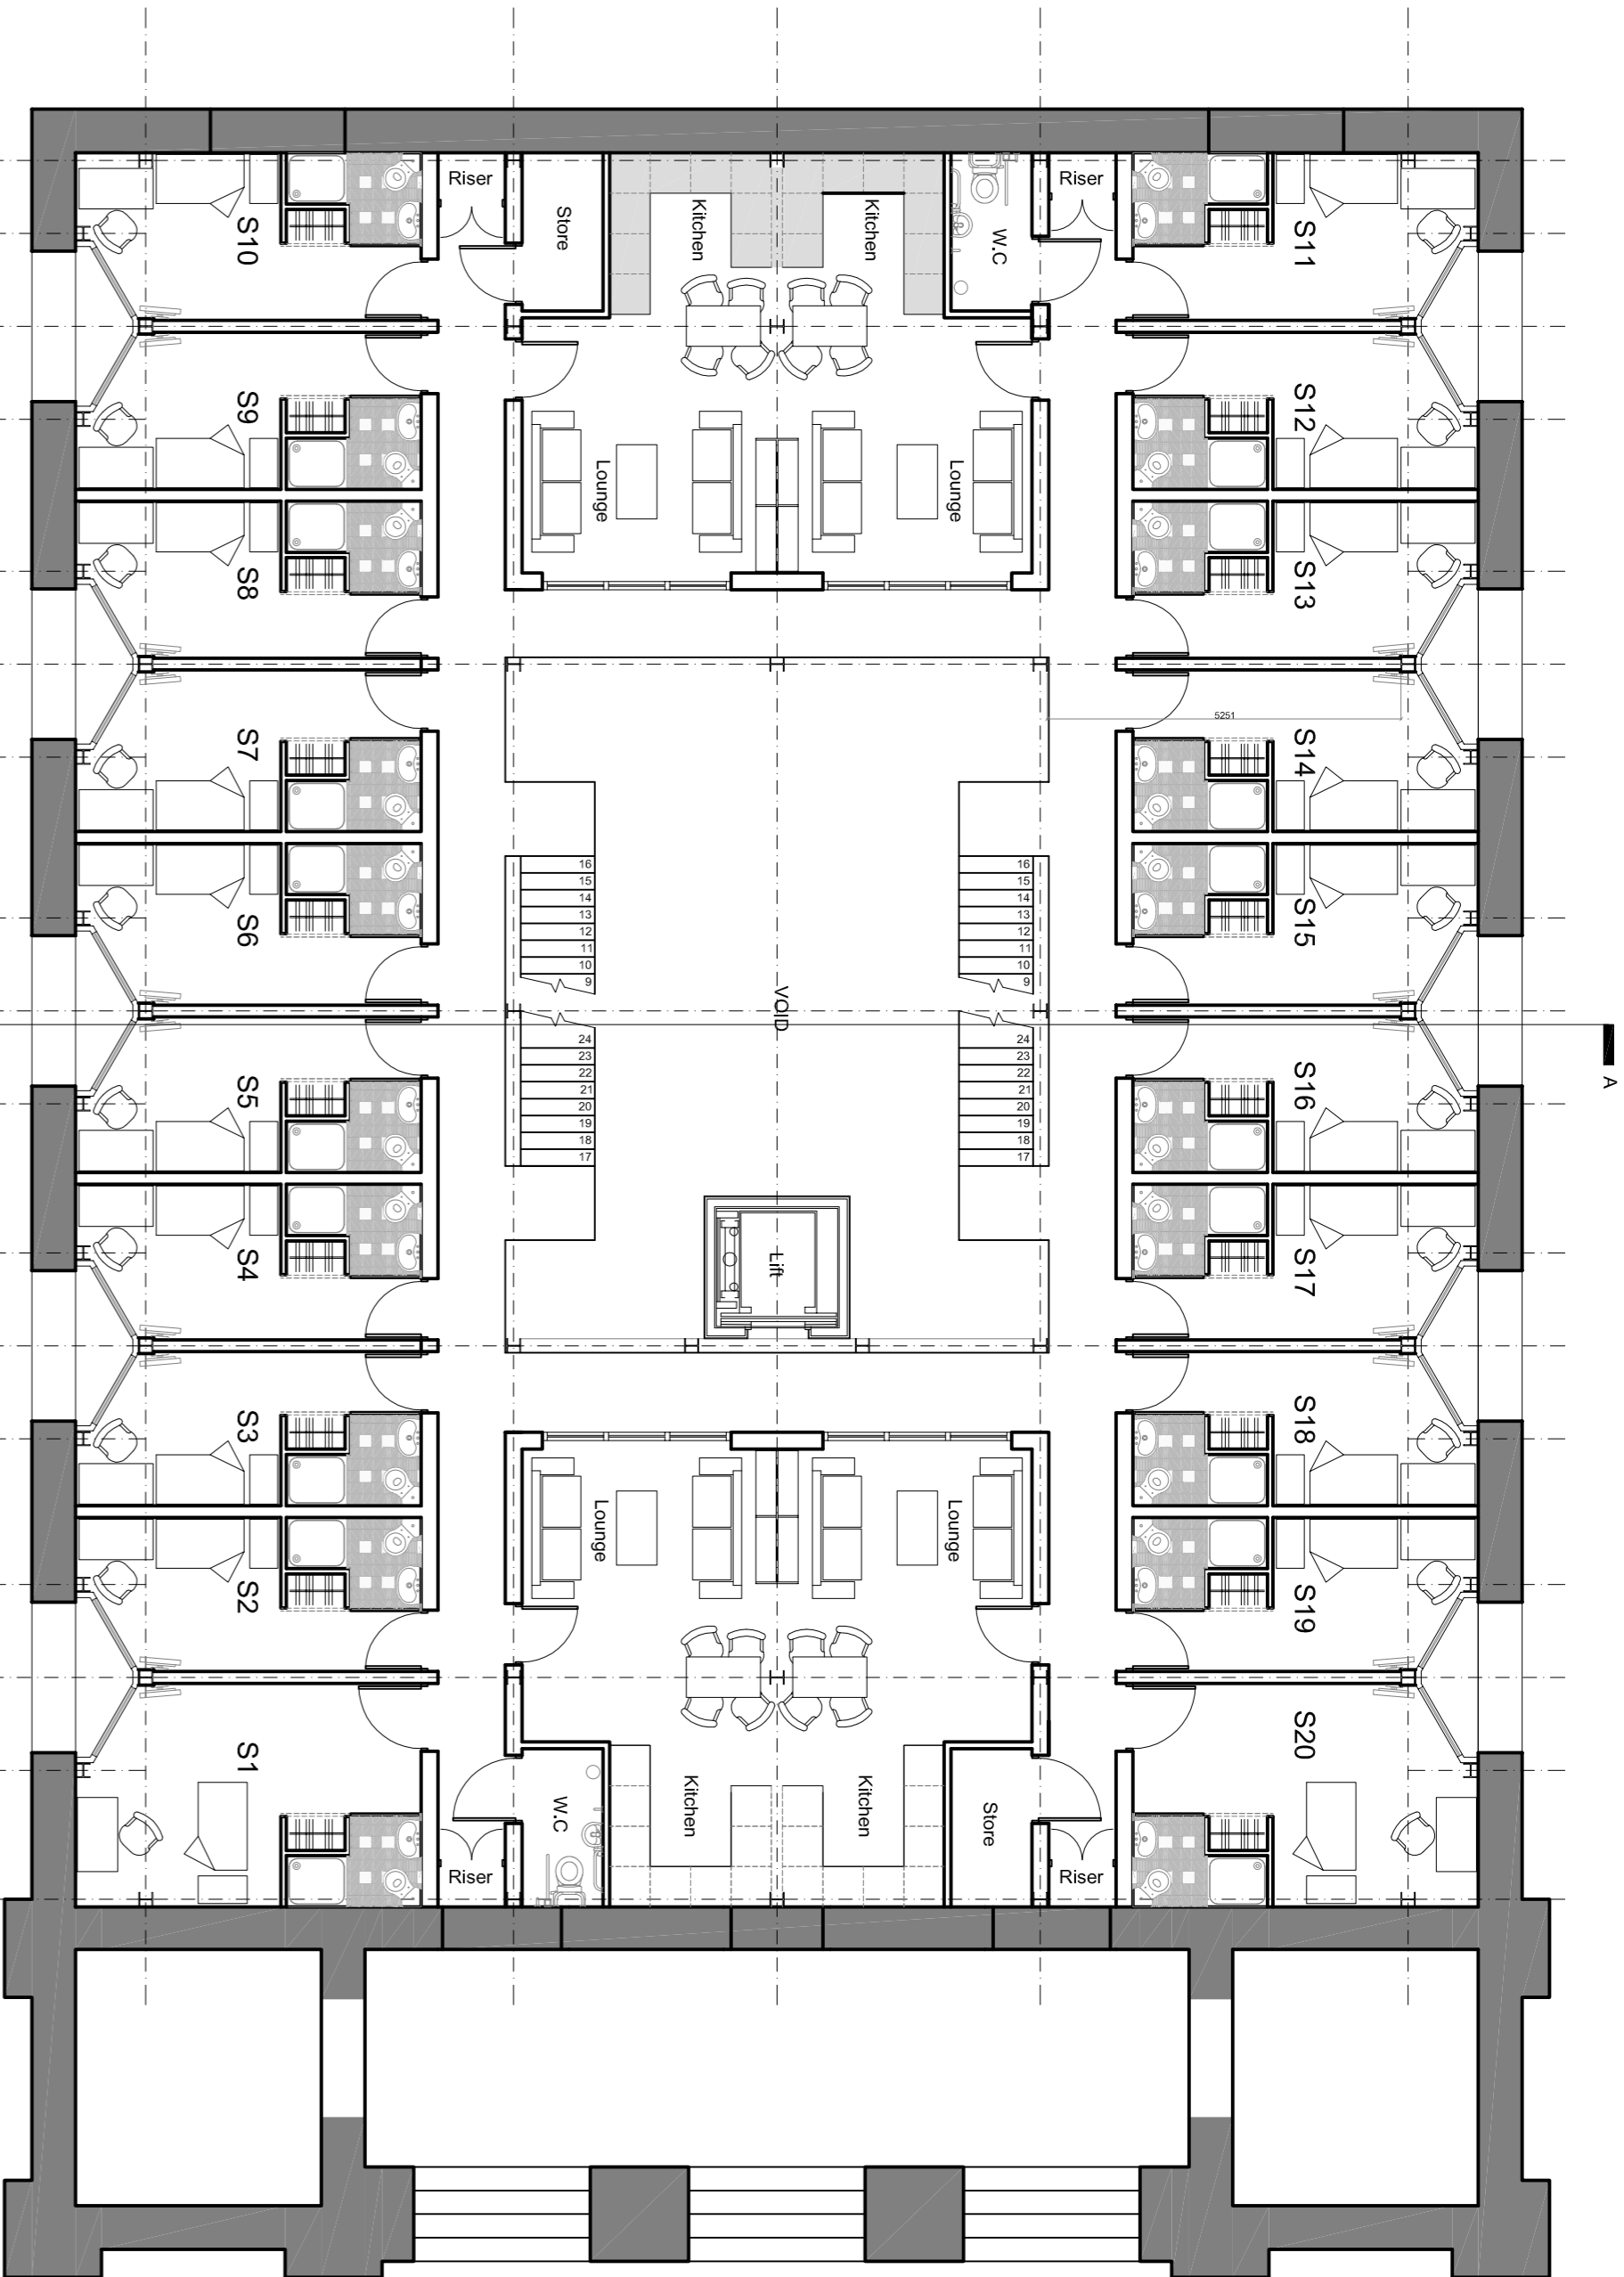 Riser
Riser
Store
Kitchen
Kitchen
W.C
S10
S11
S9
S12
Lounge
Lounge
S8
S13
5251
S7
S14
16
15
14
13
12
11
10
9
16
15
14
13
12
11
10
9
S6
S15
VOID
24
23
22
21
20
19
18
17
24
23
22
21
20
19
18
17
A
S5
S16
S4
Lift
S17
S3
S18
Lounge
Lounge
S2
S19
S1
S20
W.C
Kitchen
Kitchen
Store
Riser
Riser